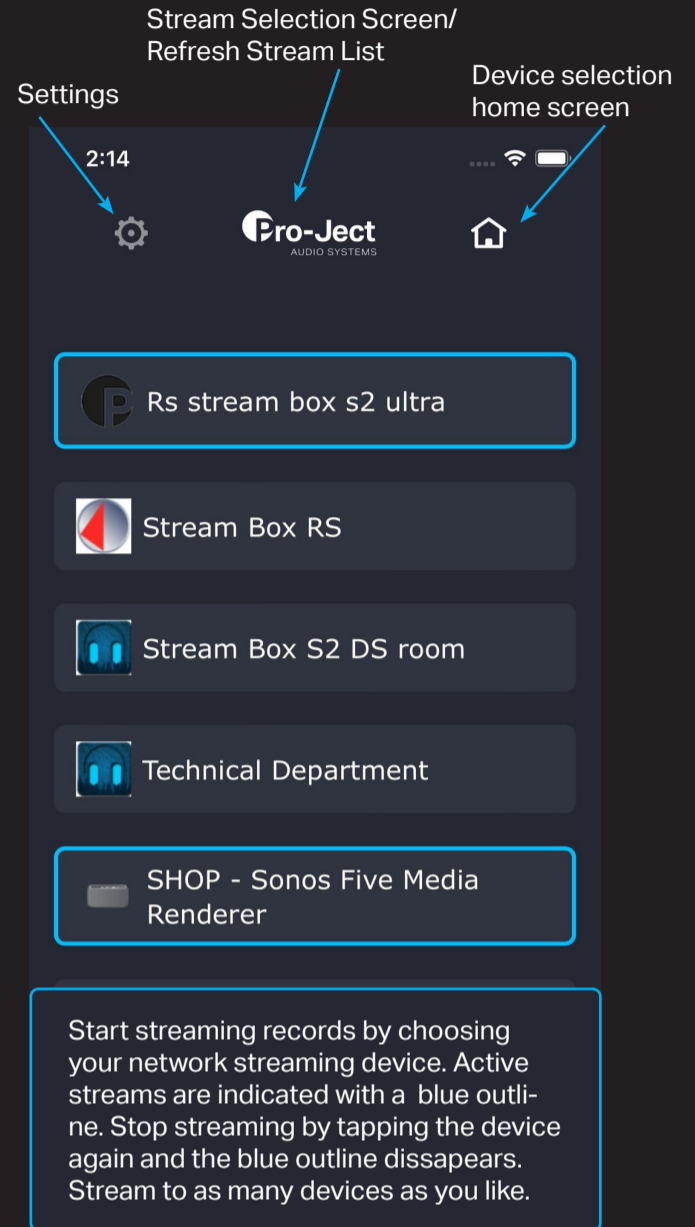 Stream Selection Screen/
Refresh Stream List
Device selection
home screen
Settings
2:14
Pro-Ject
AUDIO SYSTEMS
Rs stream box s2 ultra
Stream Box RS
Stream Box S2 DS room
Technical Department
SHOP - Sonos Five Media
Renderer
Start streaming records by choosing
your network streaming device. Active
streams are indicated with a  blue outli-
ne. Stop streaming by tapping the device
again and the blue outline dissapears.
Stream to as many devices as you like.